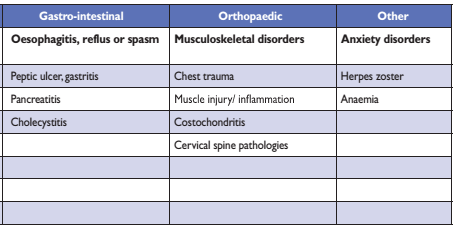 Gastro-intestinal Orthopaedic Other
Oesophagitis, reflus or spasm Musculoskeletal disorders Anxiety disorders
Peptic ulcer, gastritis Chest trauma Herpes zoster
Pancreatitis Muscle injury/ inflammation Anaemia
Cholecystitis Costochondritis
Cervical spine pathologies